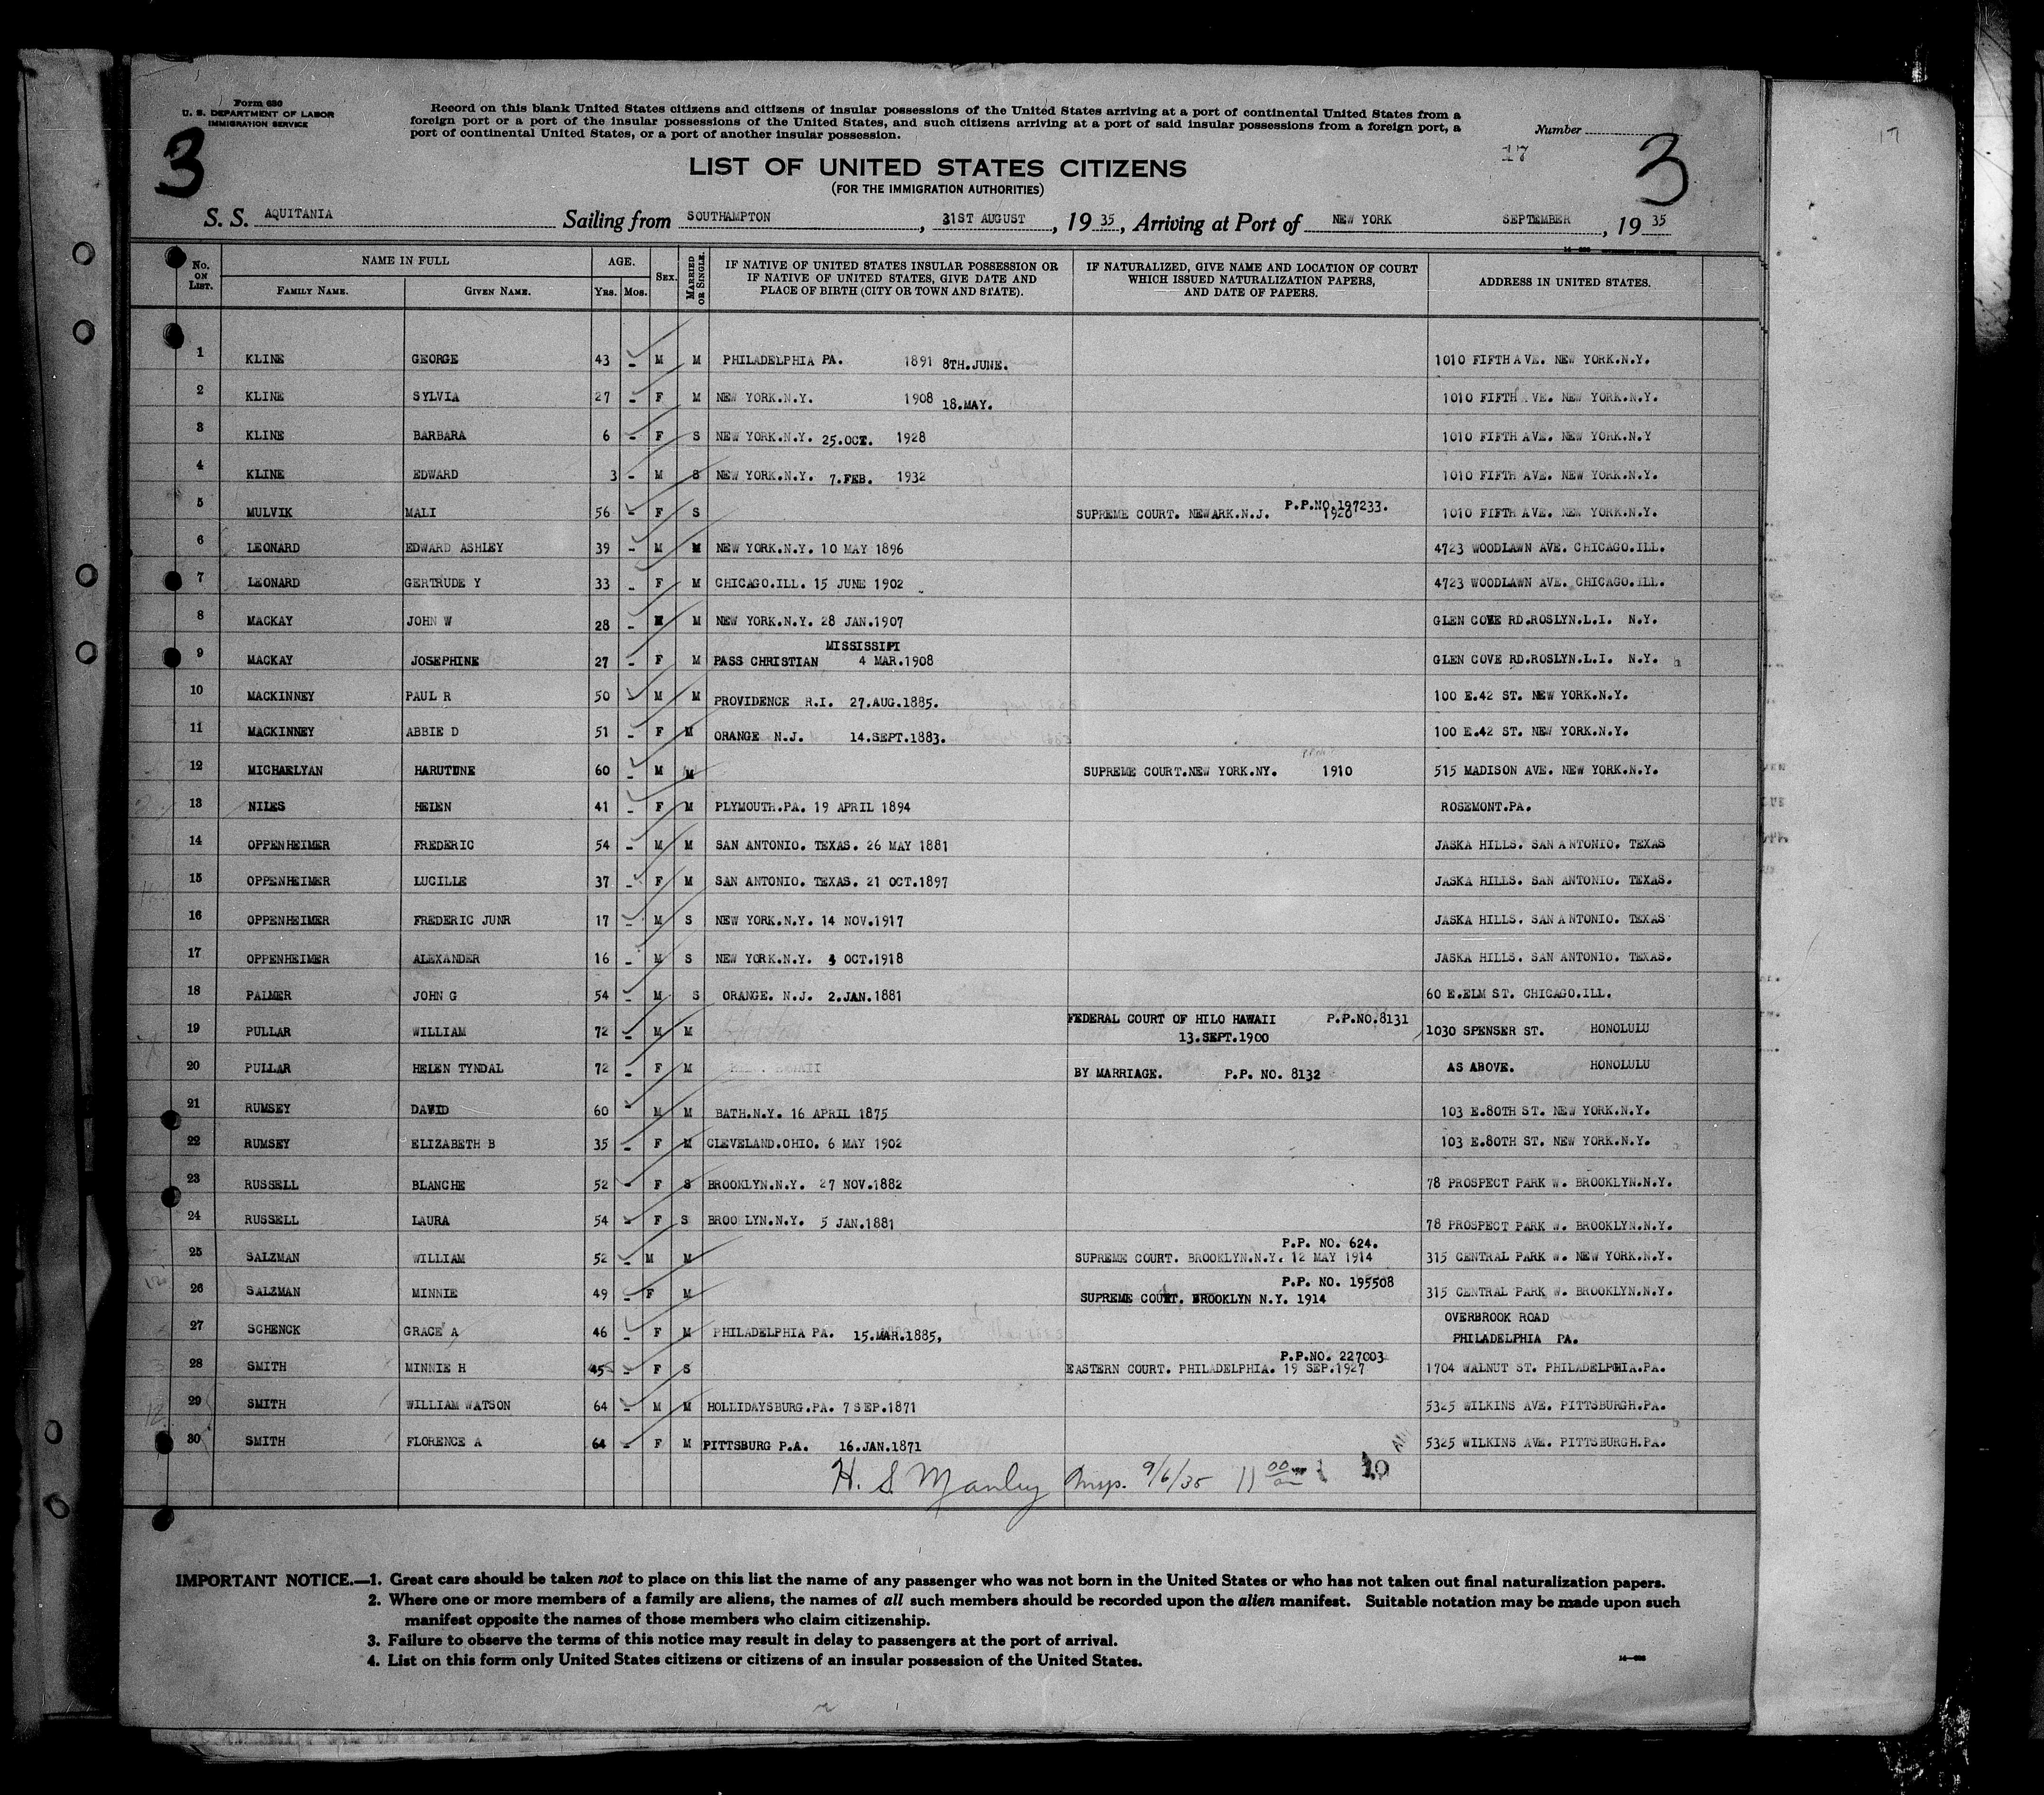 Form 630
U. S. DEPARTMENT OF LABOR
IMMIGRATION SERVICE
Record on this blank United States citizens and citizens of insular possessions of the United States arriving at a port of continental United States from a
foreign port or a port of the insular possessions of the United States, and such citizens arriving at a port of said insular possessions from a foreign port, a
port of continental United States, or a port of another insular possession.
Number
3 17 3
LIST OF UNITED STATES CITIZENS
(FOR THE IMMIGRATION AUTHORITIES)
S. S. AQUITANIA Sailing from SOUTHAMPTON, 31ST AUGUST, 1935, Arriving at Port of NEW YORK SEPTEMBER, 1935
No. ON LIST. NAME IN FULL FAMILY NAME. GIVEN NAME. AGE. YRS. MOS. SEX. MARRIED OR SINGLE. IF NATIVE OF UNITED STATES INSULAR POSSESSION OR IF NATIVE OF UNITED STATES, GIVE DATE AND PLACE OF BIRTH (CITY OR TOWN AND STATE). IF NATURALIZED, GIVE NAME AND LOCATION OF COURT WHICH ISSUED NATURALIZATION PAPERS, AND DATE OF PAPERS. ADDRESS IN UNITED STATES.
1 KLINE GEORGE 43 - M M PHILADELPHIA PA. 1891 8TH.JUNE. 1010 FIFTH AVE. NEW YORK.N.Y.
2 KLINE SYLVIA 27 - F M NEW YORK.N.Y. 1908 18.MAY. 1010 FIFTH VE. NEW YORK.N.Y.
3 KLINE BARBARA 6 - F S NEW YORK.N.Y. 25.OCT. 1928 1010 FIFTH AVE. NEW YORK.N.Y
4 KLINE EDWARD 3 - M S NEW YORK.N.Y. 7.FEB. 1932 1010 FIFTH AVE. NEW YORK.N.Y.
5 MULVIK MALI 56 - F S SUPREME COURT. NEWARK.N.J. P.P.NO.197233. 1920 1010 FIFTH AVE. NEW YORK.N.Y.
6 LEONARD EDWARD ASHLEY 39 - M M NEW YORK.N.Y. 10 MAY 1896 4723 WOODLAWN AVE. CHICAGO.ILL.
7 LEONARD GERTRUDE Y 33 - F M CHICAGO.ILL. 15 JUNE 1902 4723 WOODLAWN AVE. CHICAGO.ILL.
8 MACKAY JOHN W 28 - M M NEW YORK.N.Y. 28 JAN.1907 GLEN COVE RD.ROSLYN.L.I. N.Y.
9 MACKAY JOSEPHINE 27 - F M PASS CHRISTIAN MISSISSIPI 4 MAR.1908 GLEN COVE RD.ROSLYN.L.I. N.Y.
10 MACKINNEY PAUL R 50 M M PROVIDENCE R.I. 27.AUG.1885. 100 E.42 ST. NEW YORK.N.Y.
11 MACKINNEY ABBIE D 51 - F M ORANGE N.J. 14.SEPT.1883. 100 E.42 ST. NEW YORK.N.Y.
12 MICHAELYAN HARUTUNE 60 - M M SUPREME COURT.NEW YORK.NY. 1910 515 MADISON AVE. NEW YORK.N.Y.
13 NILES HELEN 41 - F M PLYMOUTH.PA. 19 APRIL 1894 ROSEMONT.PA.
14 OPPENHEIMER FREDERIC 54 - M M SAN ANTONIO. TEXAS. 26 MAY 1881 JASKA HILLS. SAN ANTONIO. TEXAS
15 OPPENHEIMER LUCILLE 37 - F M SAN ANTONIO. TEXAS. 21 OCT.1897 JASKA HILLS. SAN ANTONIO. TEXAS.
16 OPPENHEIMER FREDERIC JUNR 17 - M S NEW YORK.N.Y. 14 NOV.1917 JASKA HILLS. SAN ANTONIO. TEXAS
17 OPPENHEIMER ALEXANDER 16 - M S NEW YORK.N.Y. 4 OCT.1918 JASKA HILLS. SAN ANTONIO. TEXAS.
18 PALMER JOHN G 54 - M S ORANGE. N.J. 2.JAN.1881 60 E.ELM ST. CHICAGO.ILL.
19 PULLAR WILLIAM 72 - M M FEDERAL COURT OF HILO HAWAII P.P.NO.8131 13.SEPT.1900 1030 SPENSER ST. HONOLULU
20 PULLAR HELEN TYNDAL 72 - F M BY MARRIAGE. P.P. NO. 8132 AS ABOVE. HONOLULU
21 RUMSEY DAVID 60 - M M BATH.N.Y. 16 APRIL 1875 103 E.80TH ST. NEW YORK.N.Y.
22 RUMSEY ELIZABETH B 35 - F M CLEVELAND.OHIO. 6 MAY 1902 103 E.80TH ST. NEW YORK.N.Y.
23 RUSSELL BLANCHE 52 - F S BROOKLYN.N.Y. 27 NOV.1882 78 PROSPECT PARK W. BROOKLYN.N.Y.
24 RUSSELL LAURA 54 - F S BROO LYN.N.Y. 5 JAN.1881 78 PROSPECT PARK W. BROOKLYN.N.Y.
25 SALZMAN WILLIAM 52 - M M SUPREME COURT. BROOKLYN.N.Y. 12 MAY 1914 P.P. NO. 624. 315 CENTRAL PARK W. NEW YORK.N.Y.
26 SALZMAN MINNIE 49 - F M SUPREME COURT. BROOKLYN N.Y. 1914 P.P. NO. 195508 315 CENTRAL PARK W. BROOKLYN.N.Y.
27 SCHENCK GRACE A 46 - F M PHILADELPHIA PA. 15.MAR.1885, OVERBROOK ROAD PHILADELPHIA PA.
28 SMITH MINNIE H 45 - F S EASTERN COURT. PHILADELPHIA. 19 SEP.1927 P.P.NO. 227003 1704 WALNUT ST. PHILADELPHIA.PA.
29 SMITH WILLIAM WATSON 64 - M M HOLLIDAYSBURG.PA. 7 SEP.1871 5325 WILKINS AVE. PITTSBURGH.PA.
30 SMITH FLORENCE A 64 - F M PITTSBURG P.A. 16.JAN.1871 5325 WILKINS AVE. PITTSBURGH.PA.
H. S. Manley Insp. 9/6/35 11 00 am 10
IMPORTANT NOTICE.—1. Great care should be taken not to place on this list the name of any passenger who was not born in the United States or who has not taken out final naturalization papers.
2. Where one or more members of a family are aliens, the names of all such members should be recorded upon the alien manifest. Suitable notation may be made upon such
manifest opposite the names of those members who claim citizenship.
3. Failure to observe the terms of this notice may result in delay to passengers at the port of arrival.
4. List on this form only United States citizens or citizens of an insular possession of the United States.